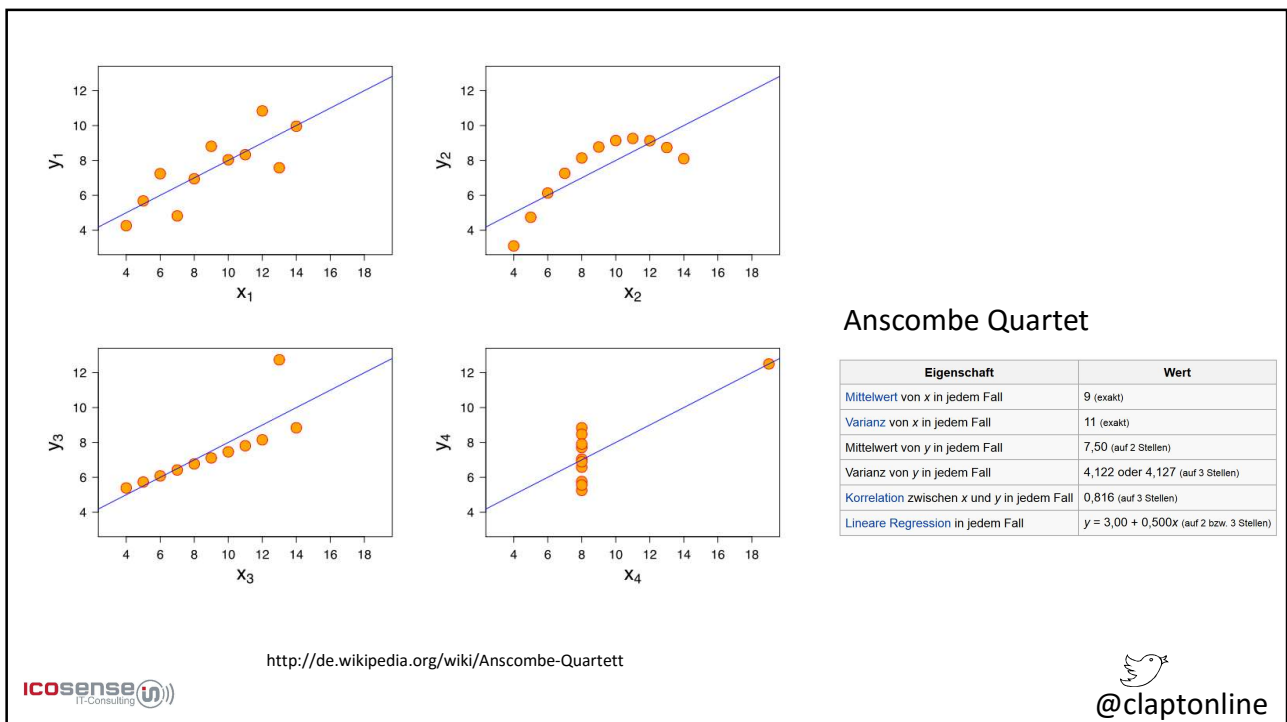 y1
12
10
8
6
4
4 6 8 10 12 14 16 18
x1
y2
12
10
8
6
4
4 6 8 10 12 14 16 18
x2
y3
12
10
8
6
4
4 6 8 10 12 14 16 18
x3
y4
12
10
8
6
4
4 6 8 10 12 14 16 18
x4
Anscombe Quartet
Eigenschaft Wert
Mittelwert von x in jedem Fall 9 (exakt)
Varianz von x in jedem Fall 11 (exakt)
Mittelwert von y in jedem Fall 7,50 (auf 2 Stellen)
Varianz von y in jedem Fall 4,122 oder 4,127 (auf 3 Stellen)
Korrelation zwischen x und y in jedem Fall 0,816 (auf 3 Stellen)
Lineare Regression in jedem Fall y = 3,00 + 0,500x (auf 2 bzw. 3 Stellen)
http://de.wikipedia.org/wiki/Anscombe-Quartett
ICOSENSE
IT-Consulting
@claptonline